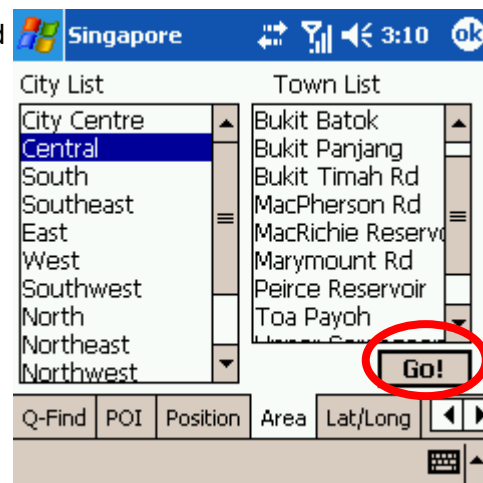 Singapore 3:10 ok
City List
City Centre
Central
South
Southeast
East
West
Southwest
North
Northeast
Northwest
Town List
Bukit Batok
Bukit Panjang
Bukit Timah Rd
MacPherson Rd
MacRichie Reserv
Marymount Rd
Peirce Reservoir
Toa Payoh
Go!
Q-Find POI Position Area Lat/Long